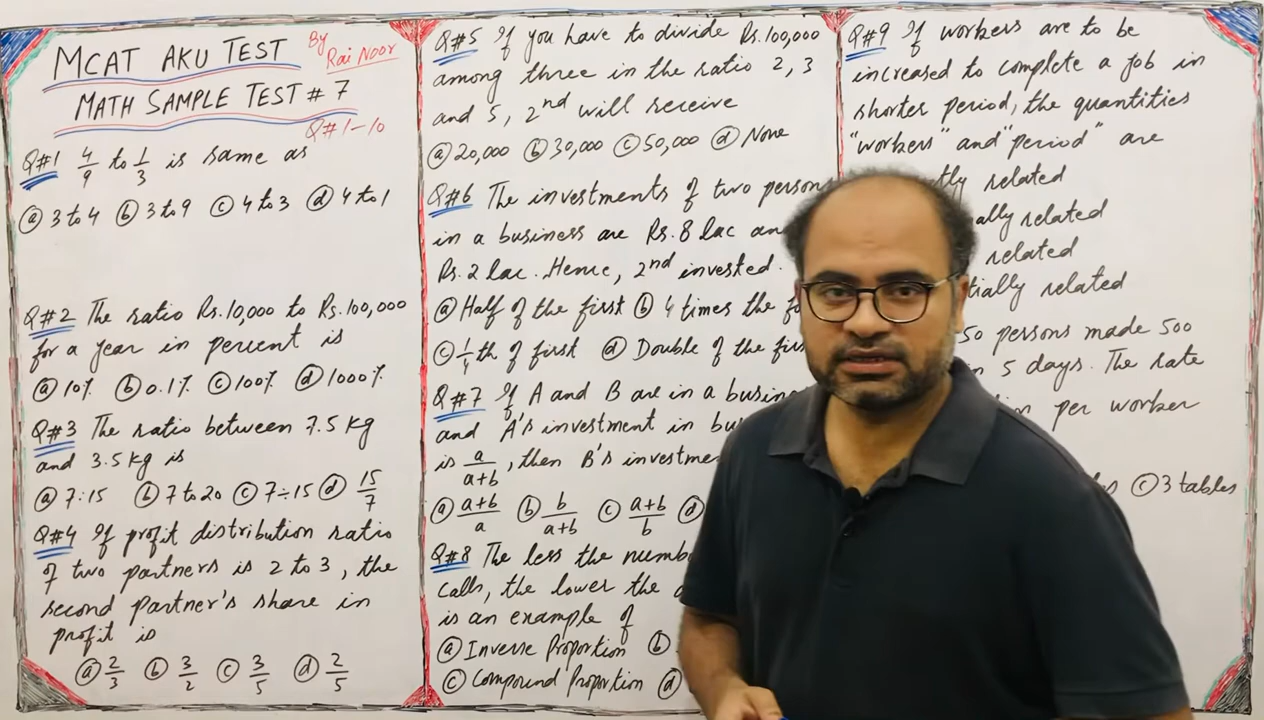 MCAT AKU TEST
By Rai Noor
MATH SAMPLE TEST # 7
Q#1-10
Q#1 4/9 to 1/3 is same as
ⓐ 3 to 4 ⓑ 3 to 9 ⓒ 4 to 3 ⓓ 4 to 1
Q#2 The ratio Rs.10,000 to Rs.100,000
for a year in percent is
ⓐ 10% ⓑ 0.1% ⓒ 100% ⓓ 1000%
Q#3 The ratio between 7.5 kg
and 3.5 kg is
ⓐ 7:15 ⓑ 7 to 20 ⓒ 7÷15 ⓓ 15/7
Q#4 If profit distribution ratio
of two partners is 2 to 3, the
second partner's share in
profit is
ⓐ 2/3 ⓑ 3/2 ⓒ 3/5 ⓓ 2/5
Q#5 If you have to divide Rs.100,000
among three in the ratio 2, 3
and 5, 2nd will receive
ⓐ 20,000 ⓑ 30,000 ⓒ 50,000 ⓓ None
Q#6 The investments of two person
in a business are Rs.8 lac an
Rs.2 lac. Hence, 2nd invested
ⓐ Half of the first ⓑ 4 times the
ⓒ 1/4th of first ⓓ Double of the
Q#7 If A and B are in a
and A's investment in
is a/a+b, then B's
ⓐ a+b/a ⓑ b/a+b ⓒ a+b/b ⓓ
Q#8 The less the
calls, the lower the
is an example of
ⓐ Inverse Proportion ⓑ
ⓒ Compound Proportion ⓓ
Q#9 If workers are to be
increased to complete a job in
shorter period, the quantities
"workers" and "period" are
tly related
ally related
related
tially related
50 persons made 500
5 days. The rate
per worker
ⓒ 3 tables